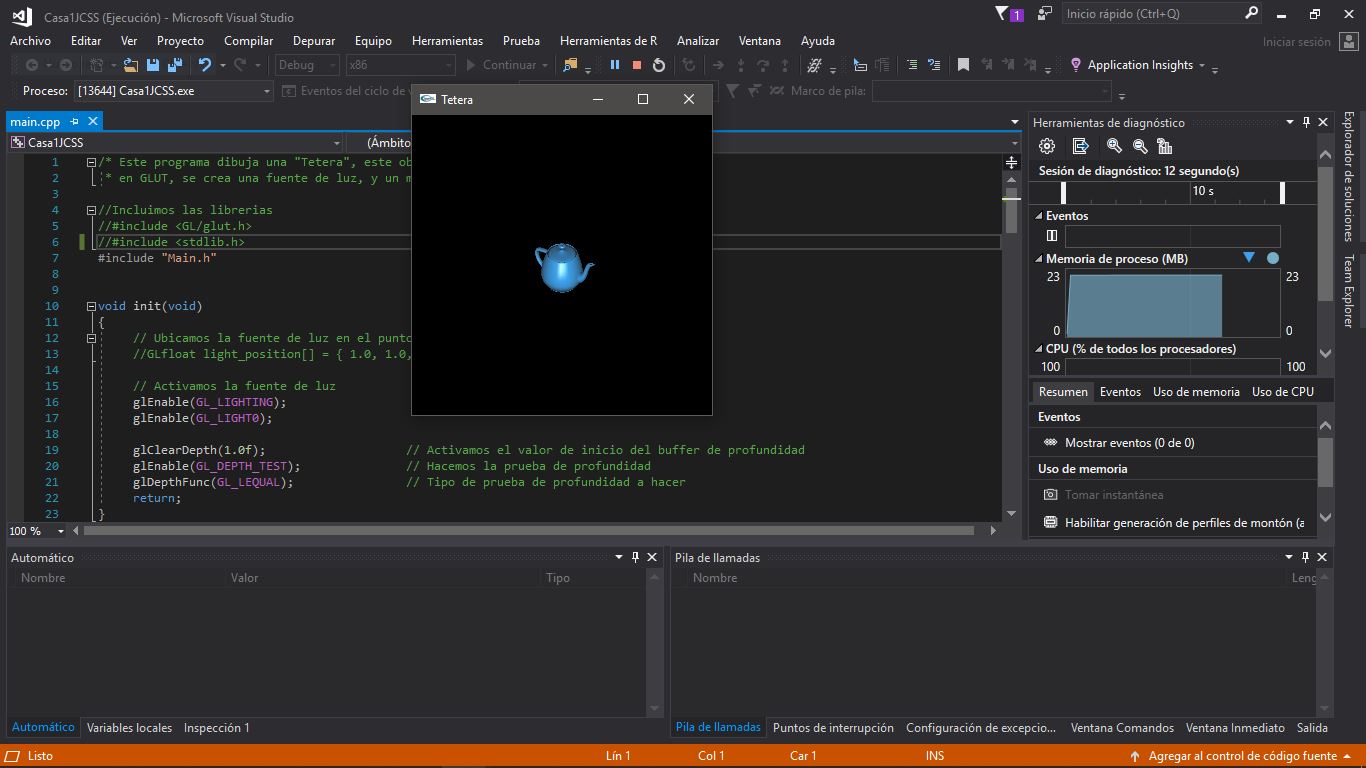 Casa1JCSS (Ejecución) - Microsoft Visual Studio
1
Inicio rápido (Ctrl+Q)
Archivo Editar Ver Proyecto Compilar Depurar Equipo Herramientas Prueba Herramientas de R Analizar Ventana Ayuda
Iniciar sesión
Debug x86 Continuar Application Insights
Proceso: [13644] Casa1JCSS.exe Eventos del ciclo de Marco de pila:
Tetera
main.cpp
Casa1JCSS (Ámbito
1 /* Este programa dibuja una "Tetera", este ob
2 * en GLUT, se crea una fuente de luz, y un m
3
4 //Incluimos las librerias
5 //#include <GL/glut.h>
6 //#include <stdlib.h>
7 #include "Main.h"
8
9
10 void init(void)
11 {
12 // Ubicamos la fuente de luz en el punto
13 //GLfloat light_position[] = { 1.0, 1.0,
14
15 // Activamos la fuente de luz
16 glEnable(GL_LIGHTING);
17 glEnable(GL_LIGHT0);
18
19 glClearDepth(1.0f); // Activamos el valor de inicio del buffer de profundidad
20 glEnable(GL_DEPTH_TEST); // Hacemos la prueba de profundidad
21 glDepthFunc(GL_LEQUAL); // Tipo de prueba de profundidad a hacer
22 return;
23 }
100 %
Herramientas de diagnóstico
Sesión de diagnóstico: 12 segundo(s)
10 s
Eventos
Memoria de proceso (MB)
23 23
0 0
CPU (% de todos los procesadores)
100 100
Resumen Eventos Uso de memoria Uso de CPU
Eventos
Mostrar eventos (0 de 0)
Uso de memoria
Tomar instantánea
Habilitar generación de perfiles de montón (a
Explorador de soluciones
Team Explorer
Automático
Nombre Valor Tipo
Automático Variables locales Inspección 1
Pila de llamadas
Nombre Leng
Pila de llamadas Puntos de interrupción Configuración de excepcio... Ventana Comandos Ventana Inmediato Salida
Listo Lín 1 Col 1 Car 1 INS Agregar al control de código fuente